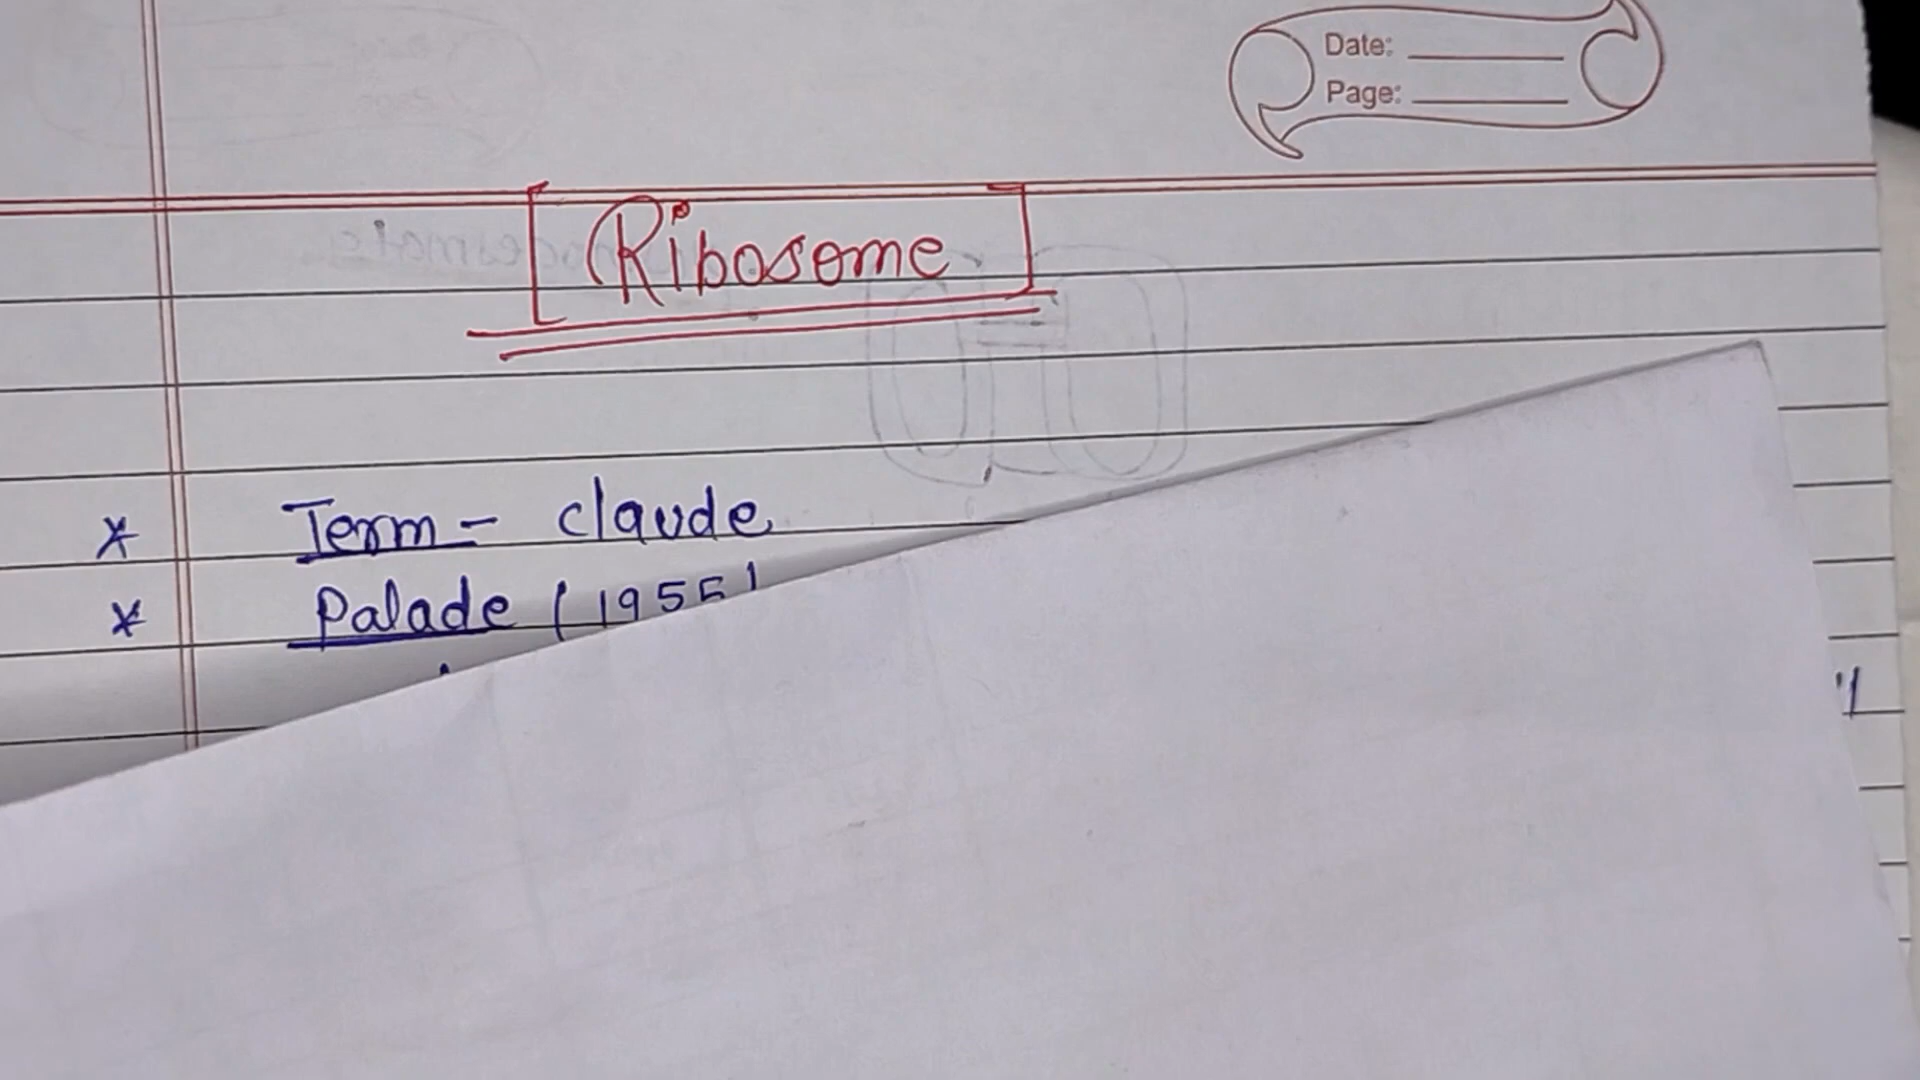 Date:
Page:
Ribosome
Term - claude
Palade (1955)